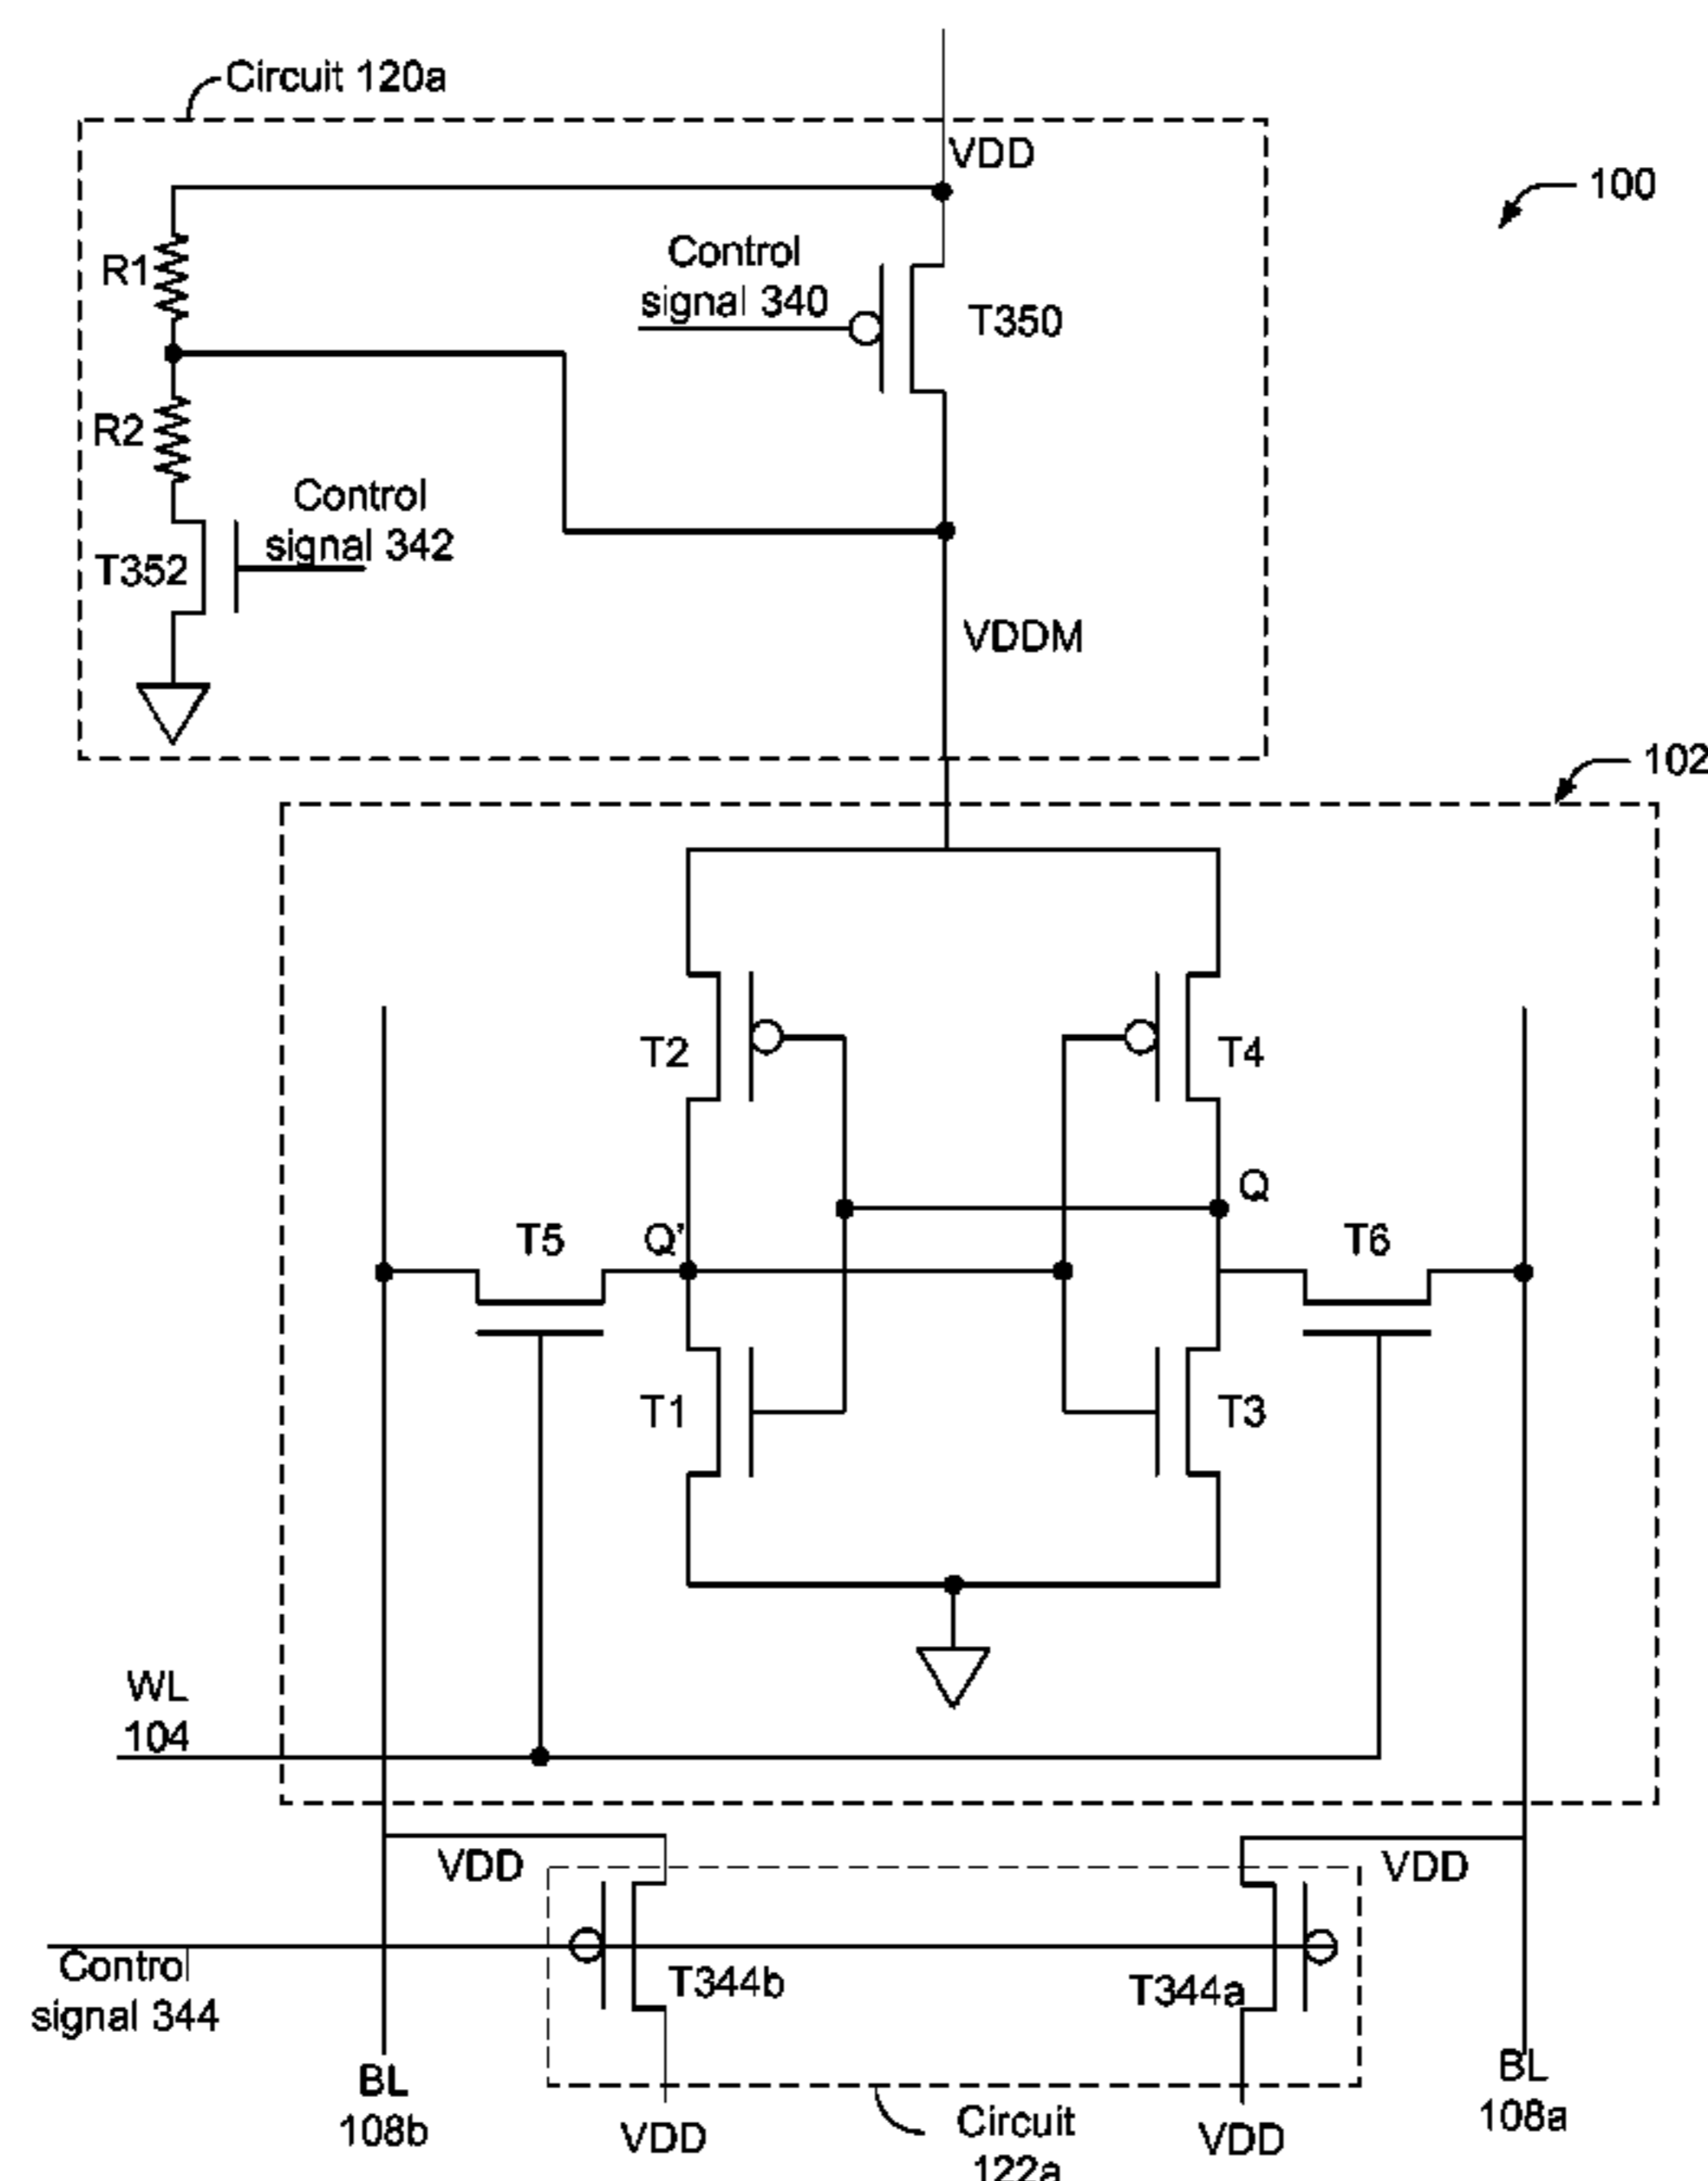 Circuit 120a
VDD
100
R1
Control
signal 340
T350
R2
Control
signal 342
T352
VDDM
102
T2
T4
Q
T5
Q'
T6
T1
T3
WL
104
VDD
VDD
Control
signal 344
T344b
T344a
BL
108b
VDD
Circuit
122a
VDD
BL
108a